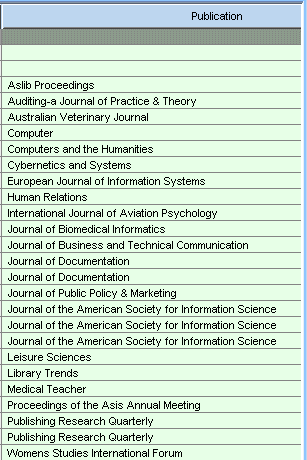 Publication
Aslib Proceedings
Auditing-a Journal of Practice & Theory
Australian Veterinary Journal
Computer
Computers and the Humanities
Cybernetics and Systems
European Journal of Information Systems
Human Relations
International Journal of Aviation Psychology
Journal of Biomedical Informatics
Journal of Business and Technical Communication
Journal of Documentation
Journal of Documentation
Journal of Public Policy & Marketing
Journal of the American Society for Information Science
Journal of the American Society for Information Science
Journal of the American Society for Information Science
Leisure Sciences
Library Trends
Medical Teacher
Proceedings of the Asis Annual Meeting
Publishing Research Quarterly
Publishing Research Quarterly
Womens Studies International Forum